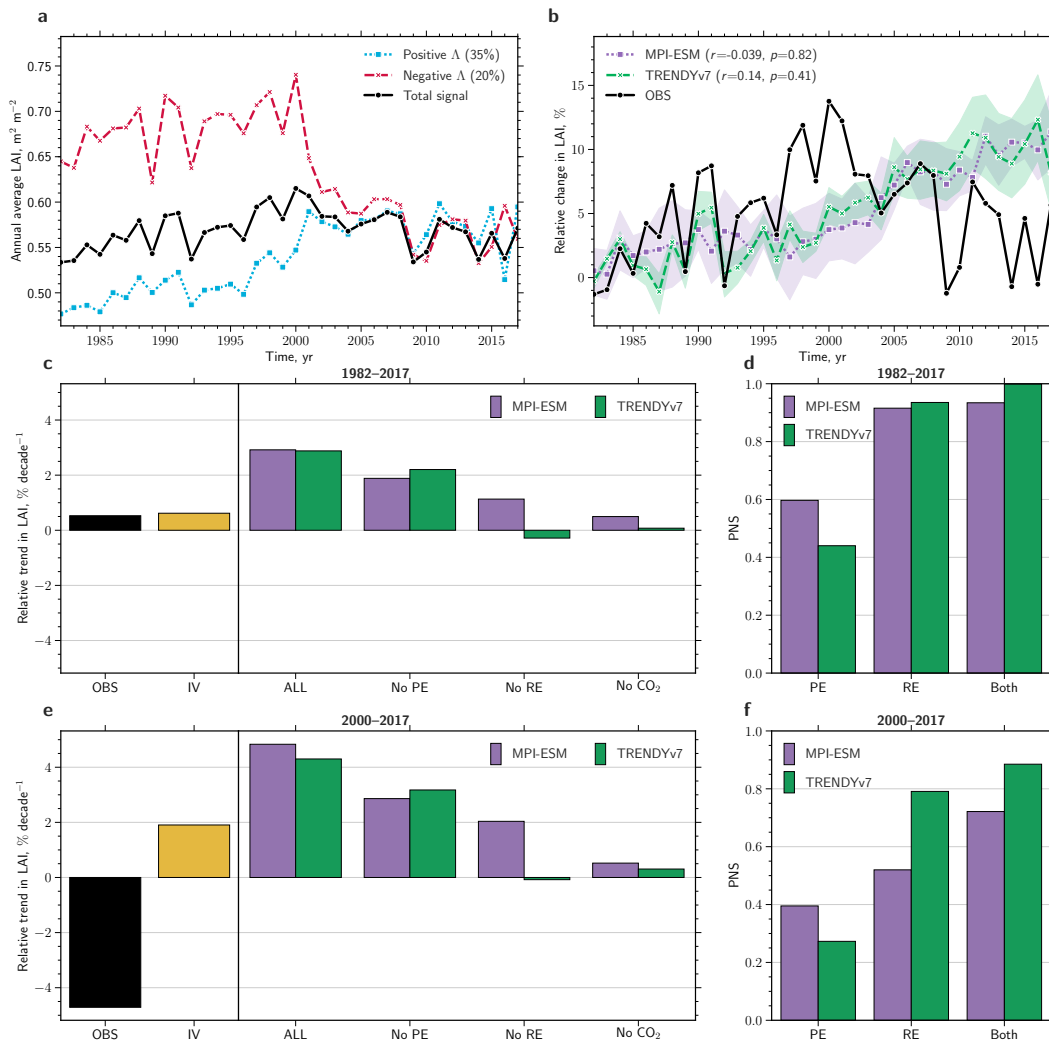 a
Positive Λ (35%)
Negative Λ (20%)
Total signal
Annual average LAI, m² m⁻²
0.75
0.70
0.65
0.60
0.55
0.50
1985 1990 1995 2000 2005 2010 2015
Time, yr
b
MPI-ESM (r=-0.039, p=0.82)
TRENDYv7 (r=0.14, p=0.41)
OBS
Relative change in LAI, %
15
10
5
0
1985 1990 1995 2000 2005 2010 2015
Time, yr
c
1982–2017
MPI-ESM TRENDYv7
Relative trend in LAI, % decade⁻¹
4
2
0
−2
−4
OBS IV ALL No PE No RE No CO₂
d
1982–2017
MPI-ESM
TRENDYv7
PNS
1.0
0.8
0.6
0.4
0.2
0.0
PE RE Both
e
2000–2017
MPI-ESM TRENDYv7
Relative trend in LAI, % decade⁻¹
4
2
0
−2
−4
OBS IV ALL No PE No RE No CO₂
f
2000–2017
MPI-ESM
TRENDYv7
PNS
1.0
0.8
0.6
0.4
0.2
0.0
PE RE Both